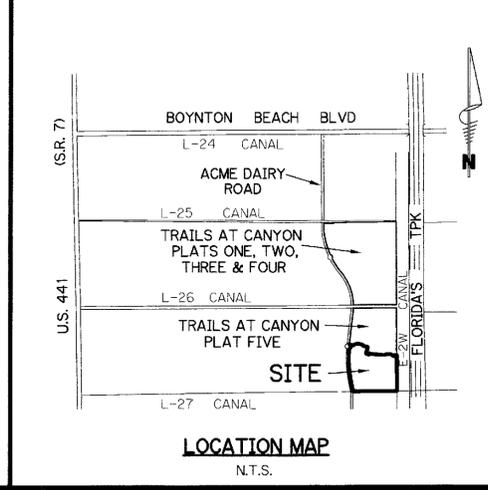 BOYNTON BEACH BLVD
(S.R. 7)
L-24 CANAL
N
ACME DAIRY
ROAD
L-25 CANAL
TRAILS AT CANYON
PLATS ONE, TWO,
THREE & FOUR
FLORIDA'S TPK
E-2W CANAL
U.S. 441
L-26 CANAL
TRAILS AT CANYON
PLAT FIVE
SITE
L-27 CANAL
LOCATION MAP
N.T.S.